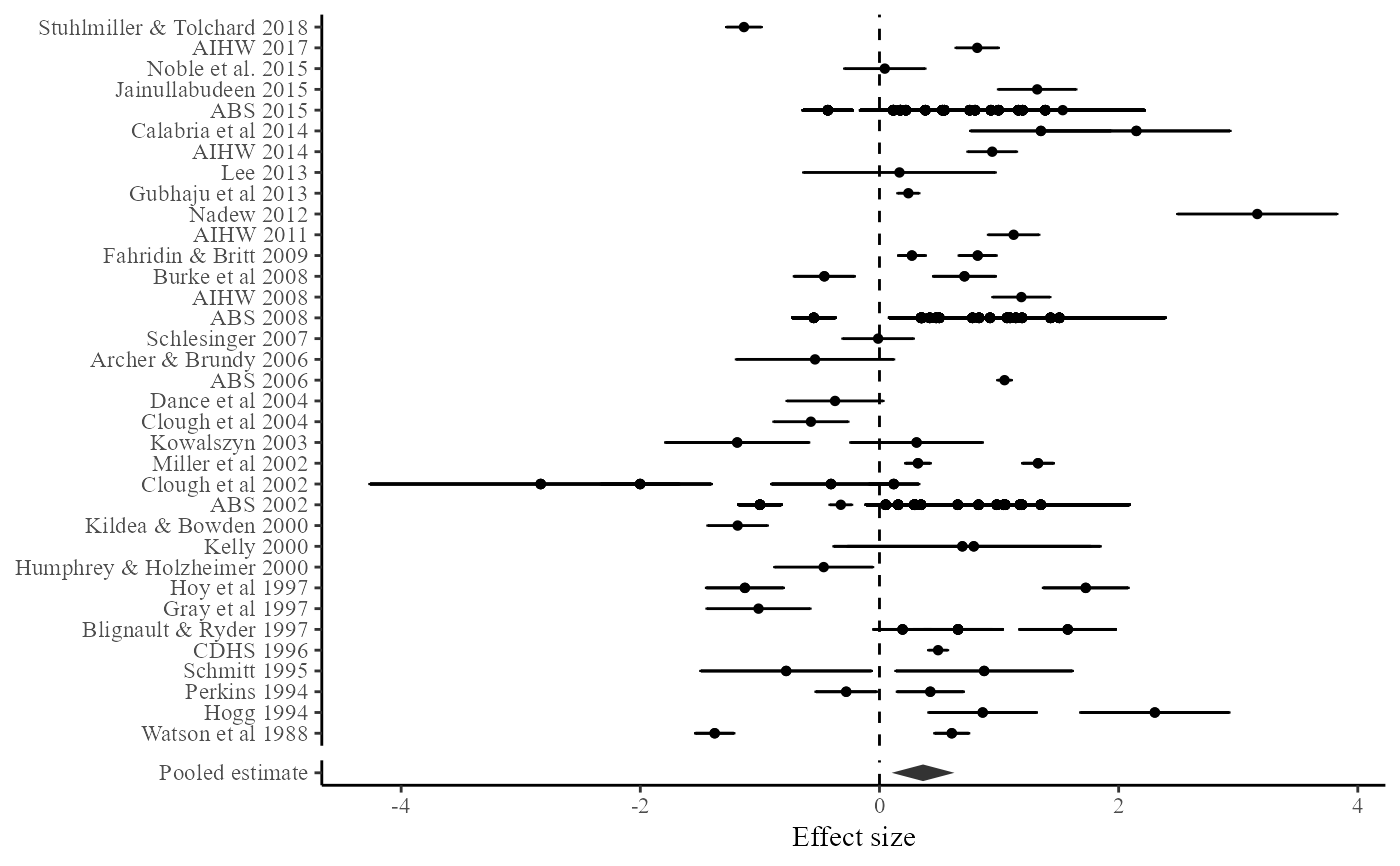 Stuhlmiller & Tolchard 2018
AIHW 2017
Noble et al. 2015
Jainullabudeen 2015
ABS 2015
Calabria et al 2014
AIHW 2014
Lee 2013
Gubhaju et al 2013
Nadew 2012
AIHW 2011
Fahridin & Britt 2009
Burke et al 2008
AIHW 2008
ABS 2008
Schlesinger 2007
Archer & Brundy 2006
ABS 2006
Dance et al 2004
Clough et al 2004
Kowalszyn 2003
Miller et al 2002
Clough et al 2002
ABS 2002
Kildea & Bowden 2000
Kelly 2000
Humphrey & Holzheimer 2000
Hoy et al 1997
Gray et al 1997
Blignault & Ryder 1997
CDHS 1996
Schmitt 1995
Perkins 1994
Hogg 1994
Watson et al 1988
Pooled estimate
-4 -2 0 2 4
Effect size